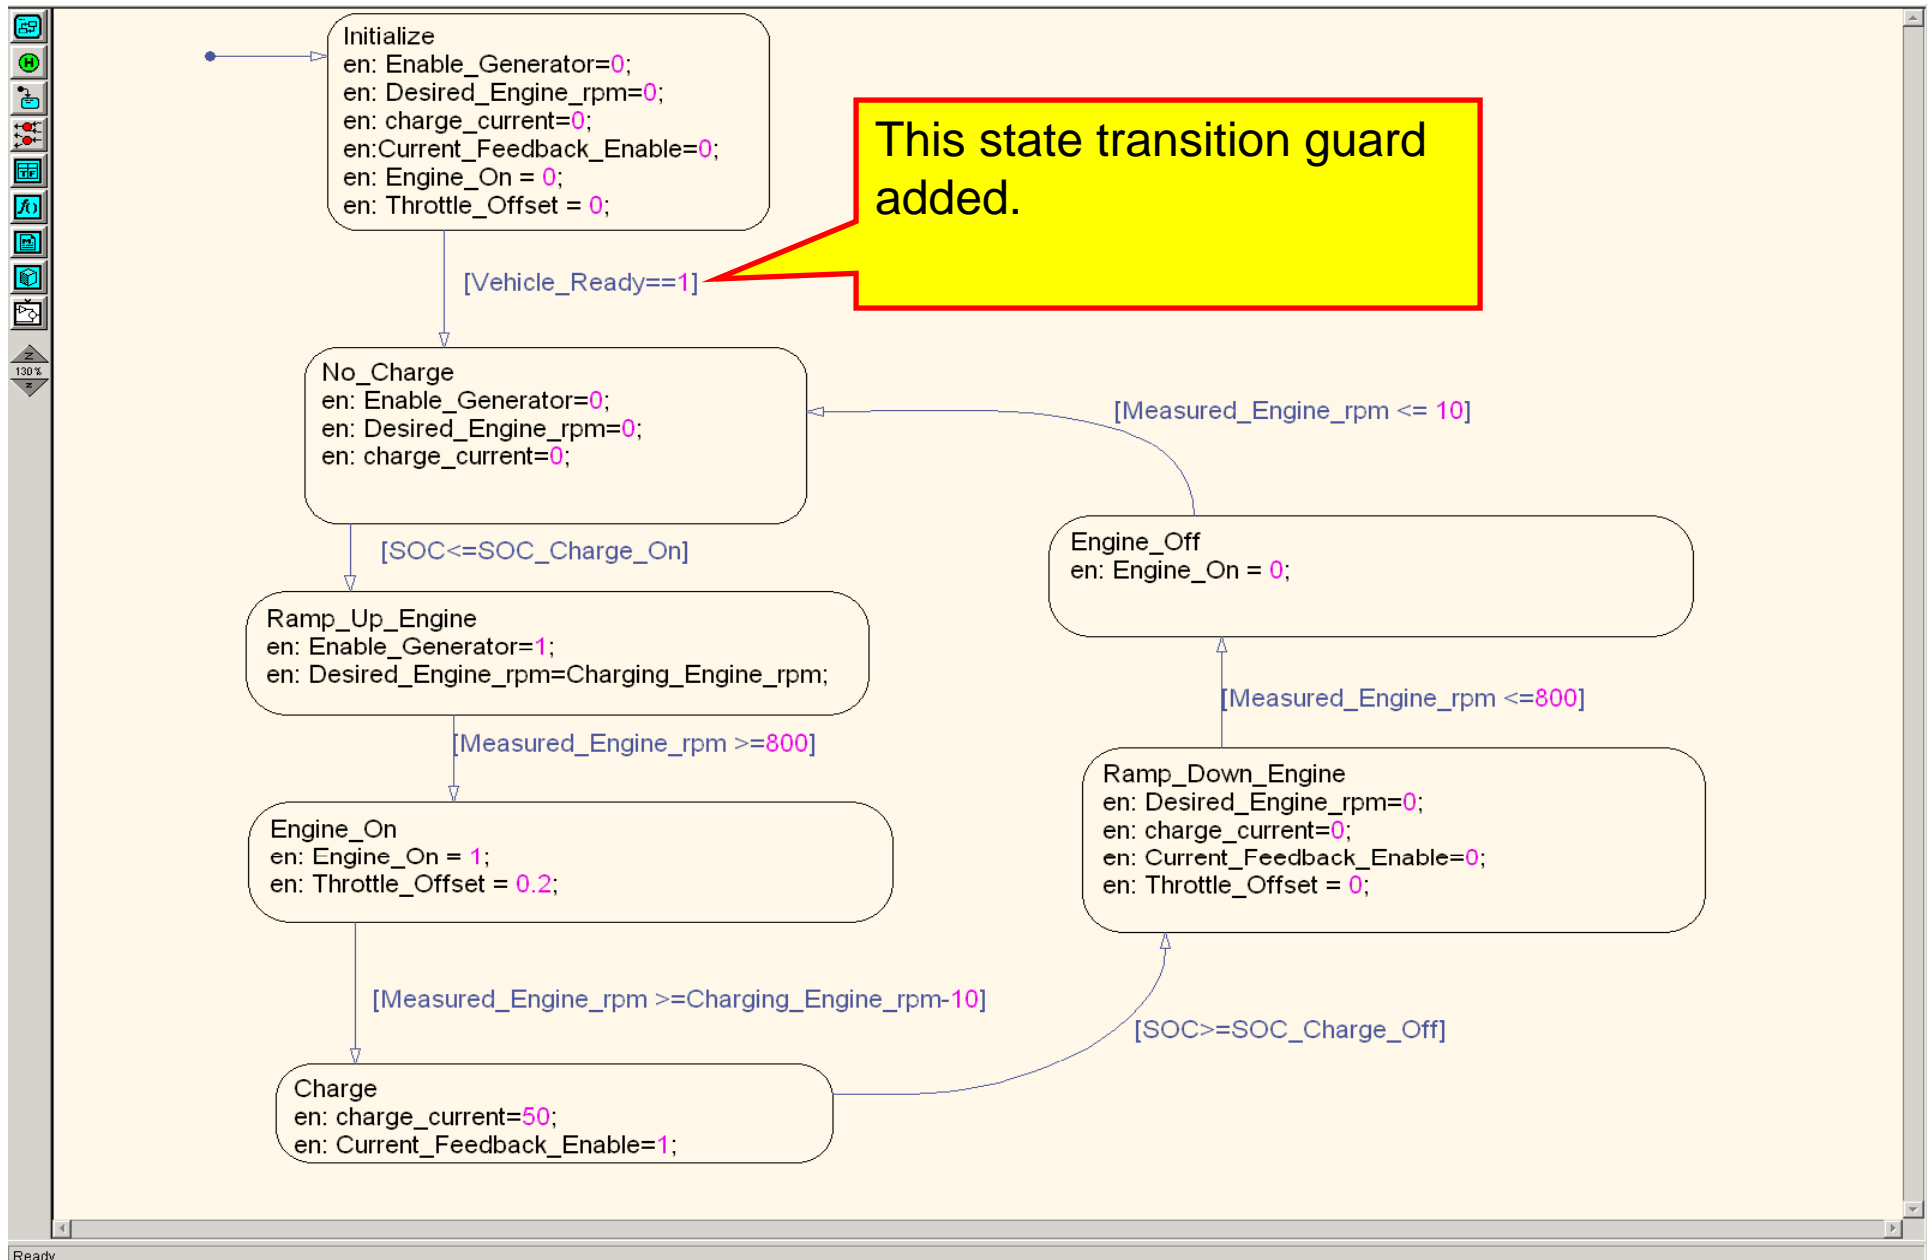 Initialize
en: Enable_Generator=0;
en: Desired_Engine_rpm=0;
en: charge_current=0;
en:Current_Feedback_Enable=0;
en: Engine_On = 0;
en: Throttle_Offset = 0;
This state transition guard
added.
[Vehicle_Ready==1]
No_Charge
en: Enable_Generator=0;
en: Desired_Engine_rpm=0;
en: charge_current=0;
[Measured_Engine_rpm <= 10]
[SOC<=SOC_Charge_On]
Engine_Off
en: Engine_On = 0;
Ramp_Up_Engine
en: Enable_Generator=1;
en: Desired_Engine_rpm=Charging_Engine_rpm;
[Measured_Engine_rpm <=800]
[Measured_Engine_rpm >=800]
Ramp_Down_Engine
en: Desired_Engine_rpm=0;
en: charge_current=0;
en: Current_Feedback_Enable=0;
en: Throttle_Offset = 0;
Engine_On
en: Engine_On = 1;
en: Throttle_Offset = 0.2;
[Measured_Engine_rpm >=Charging_Engine_rpm-10]
[SOC>=SOC_Charge_Off]
Charge
en: charge_current=50;
en: Current_Feedback_Enable=1;
H
f()
Z
130%
Z
Ready